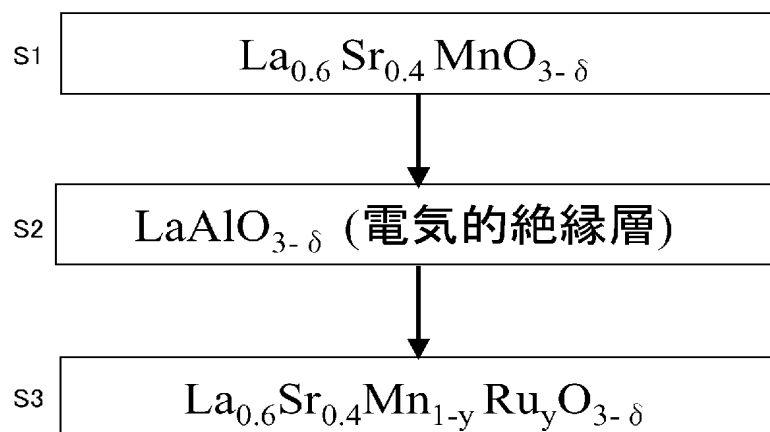 S1 La₀.₆ Sr₀.₄ MnO₃₋ δ
S2 LaAlO₃₋ δ (電気的絶縁層)
S3 La₀.₆Sr₀.₄Mn₁₋y RuyO₃₋ δ